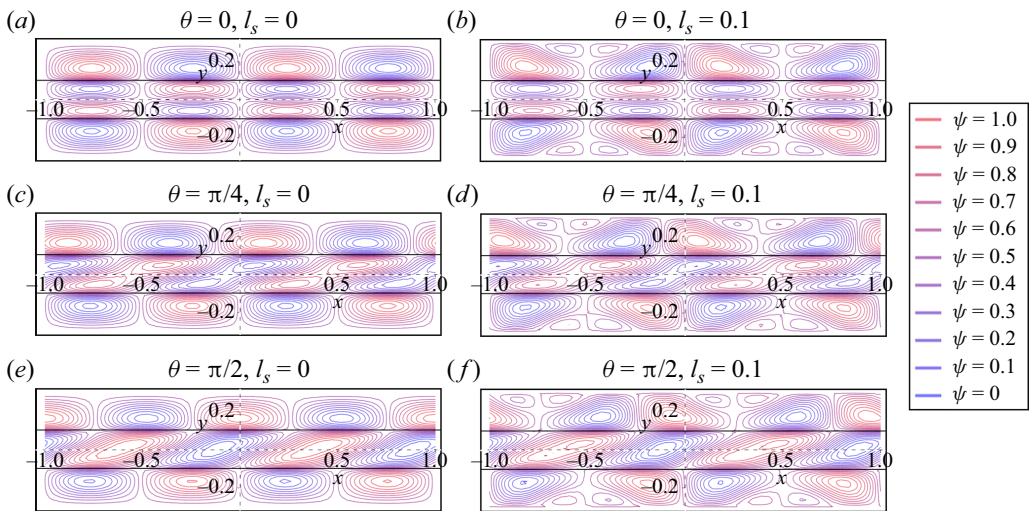 (a) θ = 0, l_s = 0
0.2
y
−1.0 −0.5 0.5 1.0
x
−0.2
(b) θ = 0, l_s = 0.1
0.2
y
−1.0 −0.5 0.5 1.0
x
−0.2
(c) θ = π/4, l_s = 0
0.2
y
−1.0 −0.5 0.5 1.0
x
−0.2
(d) θ = π/4, l_s = 0.1
0.2
y
−1.0 −0.5 0.5 1.0
x
−0.2
(e) θ = π/2, l_s = 0
0.2
y
−1.0 −0.5 0.5 1.0
x
−0.2
(f) θ = π/2, l_s = 0.1
0.2
y
−1.0 −0.5 0.5 1.0
x
−0.2
ψ = 1.0
ψ = 0.9
ψ = 0.8
ψ = 0.7
ψ = 0.6
ψ = 0.5
ψ = 0.4
ψ = 0.3
ψ = 0.2
ψ = 0.1
ψ = 0